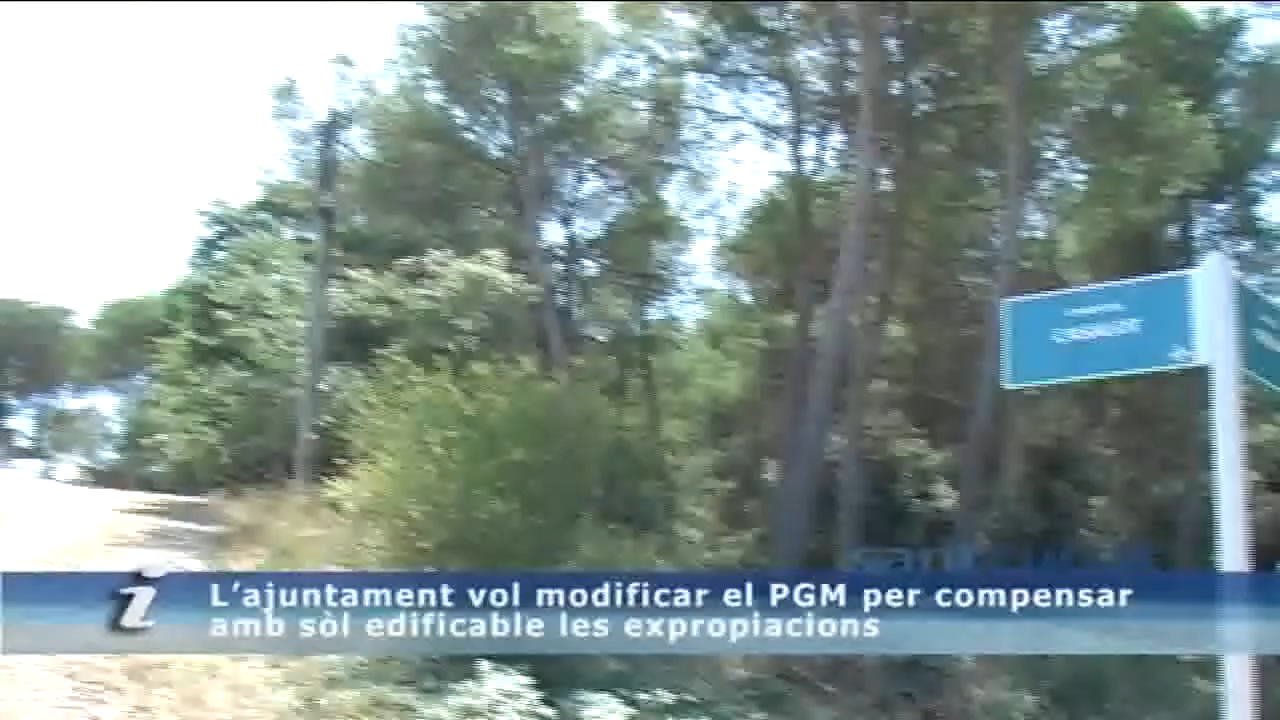 L'ajuntament vol modificar el PGM per compensar
amb sòl edificable les expropiacions